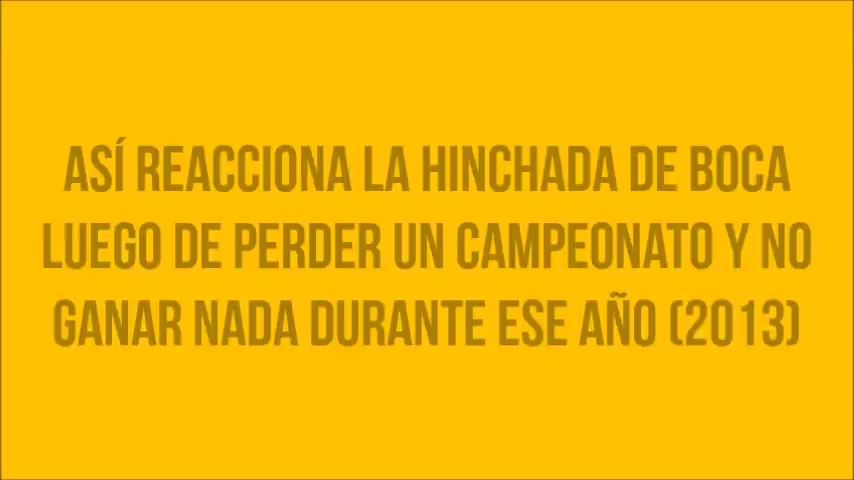 ASÍ REACCIONA LA HINCHADA DE BOCA
LUEGO DE PERDER UN CAMPEONATO Y NO
GANAR NADA DURANTE ESE AÑO (2013)